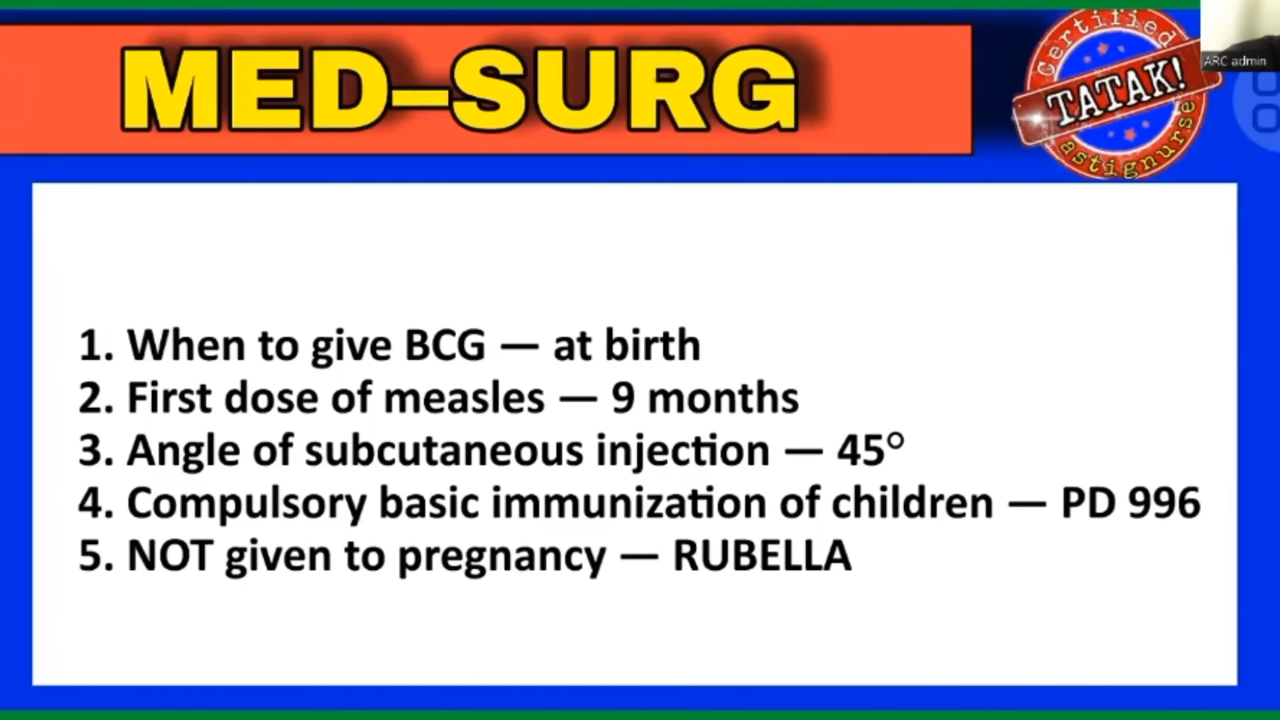 MED–SURG
Certified
TATAK!
astignurse
ARC admin
1. When to give BCG — at birth
2. First dose of measles — 9 months
3. Angle of subcutaneous injection — 45°
4. Compulsory basic immunization of children — PD 996
5. NOT given to pregnancy — RUBELLA